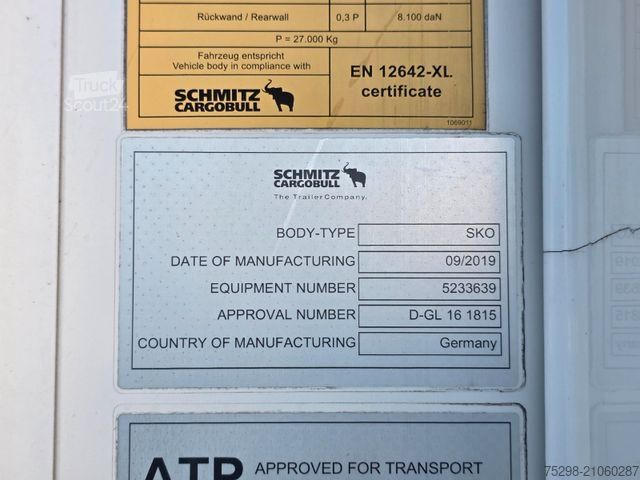 Rückwand / Rearwall 0,3 P 8.100 daN
P = 27.000 Kg
Fahrzeug entspricht
Vehicle body in compliance with
EN 12642-XL
certificate
SCHMITZ
CARGOBULL
1069011
Truck
Scout24
SCHMITZ
CARGOBULL
The Trailer Company.
BODY-TYPE SKO
DATE OF MANUFACTURING 09/2019
EQUIPMENT NUMBER 5233639
APPROVAL NUMBER D-GL 16 1815
COUNTRY OF MANUFACTURING Germany
ATP APPROVED FOR TRANSPORT
75298-21060287